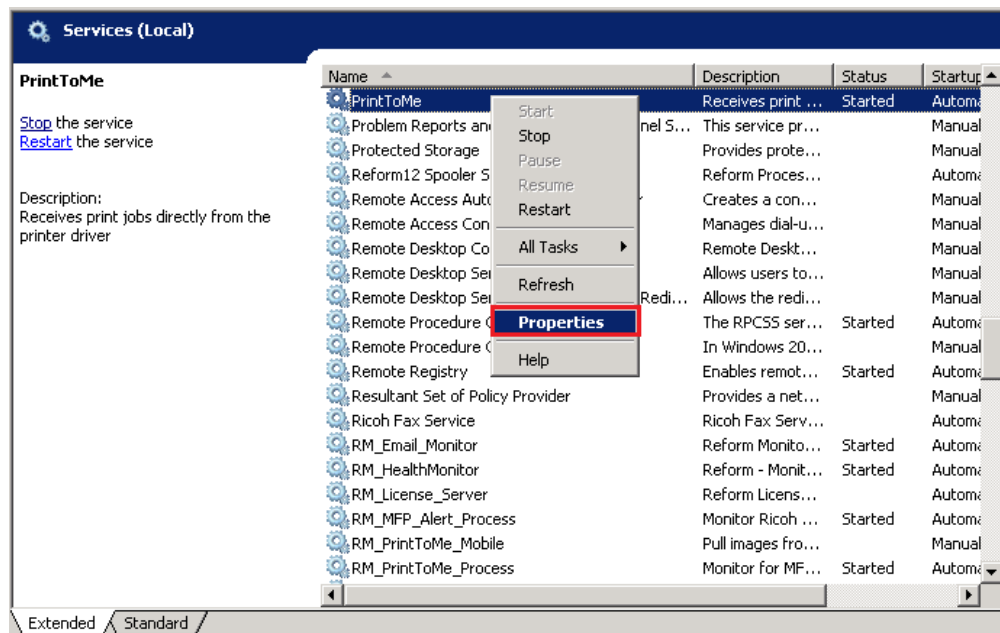 Services (Local)
PrintToMe
Stop the service
Restart the service
Description:
Receives print jobs directly from the
printer driver
Name Description Status Startup
PrintToMe Receives print ... Started Automa
Problem Reports and nel S... This service pr... Manual
Protected Storage Provides prote... Manual
Reform12 Spooler S Reform Proces... Automa
Remote Access Auto Creates a con... Manual
Remote Access Con Manages dial-u... Manual
Remote Desktop Co Remote Deskt... Manual
Remote Desktop Ser Allows users to... Manual
Remote Desktop Ser Redi... Allows the redi... Manual
Remote Procedure C The RPCSS ser... Started Automa
Remote Procedure C In Windows 20... Manual
Remote Registry Enables remot... Started Automa
Resultant Set of Policy Provider Provides a net... Manual
Ricoh Fax Service Ricoh Fax Serv... Automa
RM_Email_Monitor Reform Monito... Started Automa
RM_HealthMonitor Reform - Monit... Started Automa
RM_License_Server Reform Licens... Automa
RM_MFP_Alert_Process Monitor Ricoh ... Started Automa
RM_PrintToMe_Mobile Pull images fro... Manual
RM_PrintToMe_Process Monitor for MF... Started Automa
Start
Stop
Pause
Resume
Restart
All Tasks
Refresh
Properties
Help
Extended Standard